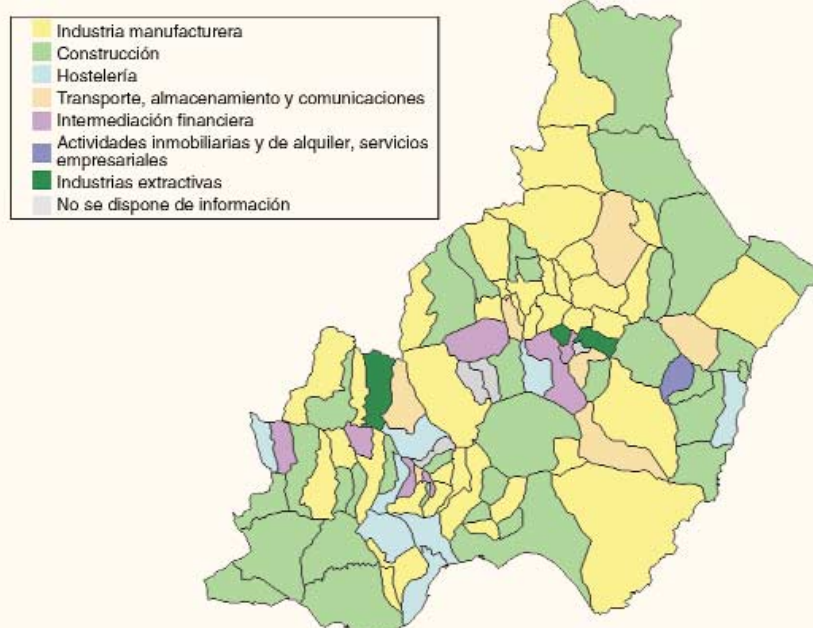 Industria manufacturera
Construcción
Hostelería
Transporte, almacenamiento y comunicaciones
Intermediación financiera
Actividades inmobiliarias y de alquiler, servicios
empresariales
Industrias extractivas
No se dispone de información